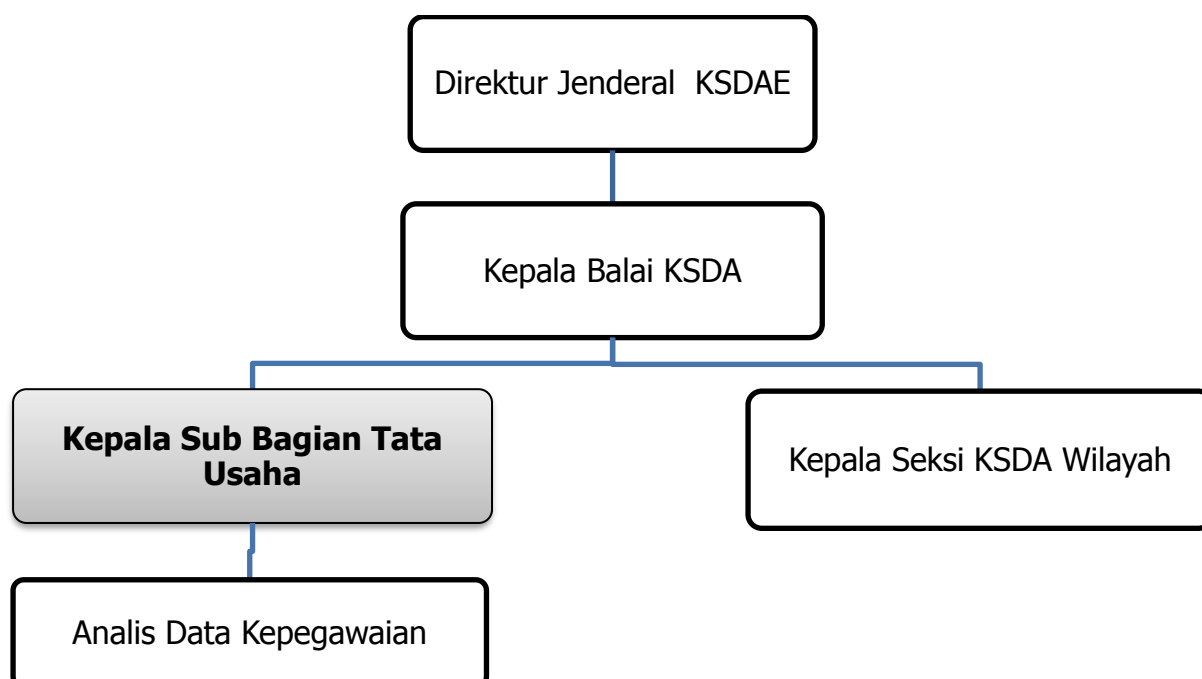 Direktur Jenderal  KSDAE
Kepala Balai KSDA
Kepala Sub Bagian Tata
Usaha
Kepala Seksi KSDA Wilayah
Analis Data Kepegawaian